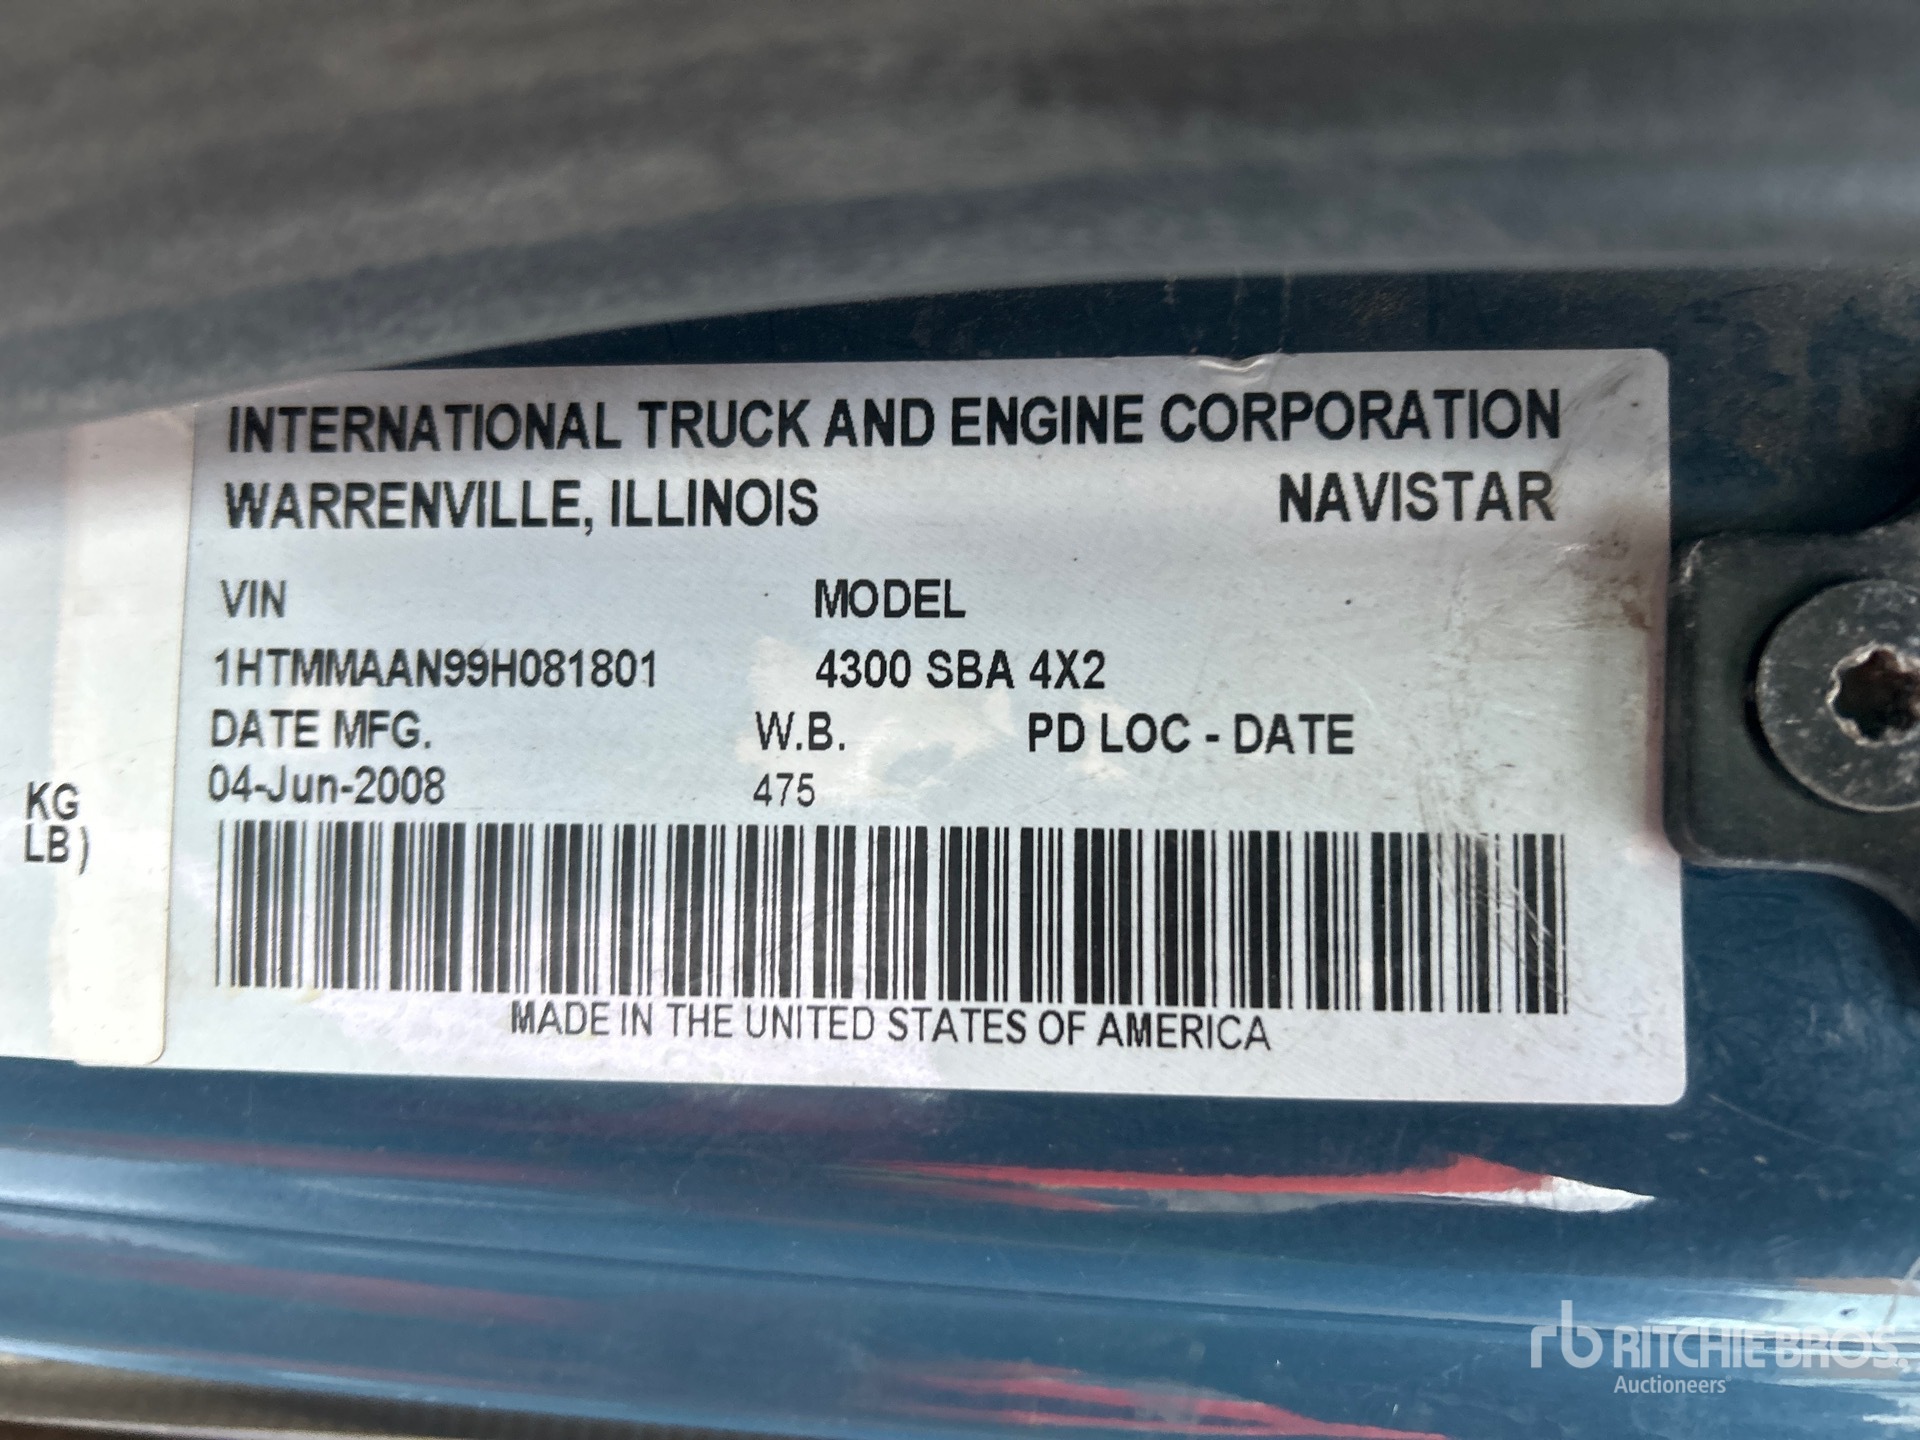 INTERNATIONAL TRUCK AND ENGINE CORPORATION
WARRENVILLE, ILLINOIS NAVISTAR
VIN MODEL
1HTMMAAN99H081801 4300 SBA 4X2
DATE MFG. W.B. PD LOC - DATE
04-Jun-2008 475
KG
LB)
MADE IN THE UNITED STATES OF AMERICA
rb RITCHIE BROS.
Auctioneers